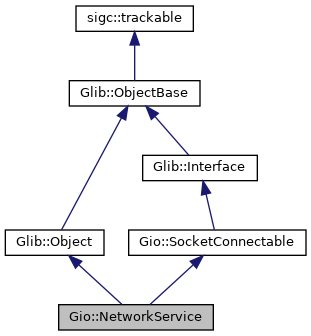 sigc::trackable
Glib::ObjectBase
Glib::Interface
Glib::Object
Gio::SocketConnectable
Gio::NetworkService